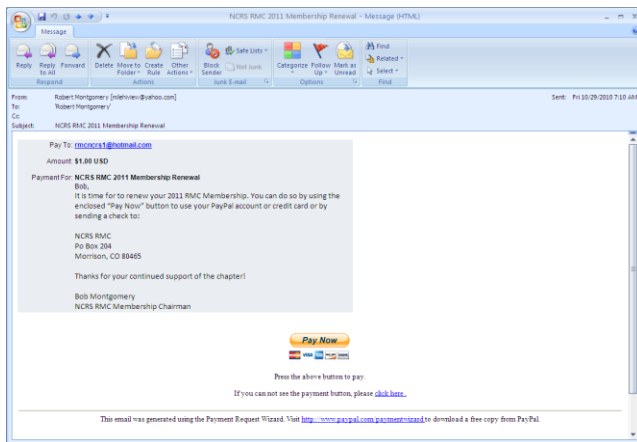 NCRS RMC 2011 Membership Renewal - Message (HTML)
Message
Reply Reply to All Forward Delete Move to Folder Create Rule Other Actions Block Sender Safe Lists Not Junk Categorize Follow Up Mark as Unread Find Related Select
Respond Actions Junk E-mail Options Find
From: Robert Montgomery [milehiview@yahoo.com] Sent: Fri 10/29/2010 7:10 AM
To: 'Robert Montgomery'
Cc:
Subject: NCRS RMC 2011 Membership Renewal
Pay To: rmcncrs1@hotmail.com
Amount: $1.00 USD
Payment For: NCRS RMC 2011 Membership Renewal
Bob,
It is time for to renew your 2011 RMC Membership. You can do so by using the
enclosed "Pay Now" button to use your PayPal account or credit card or by
sending a check to:
NCRS RMC
Po Box 204
Morrison, CO 80465
Thanks for your continued support of the chapter!
Bob Montgomery
NCRS RMC Membership Chairman
Pay Now
VISA
Press the above button to pay.
If you can not see the payment button, please click here .
This email was generated using the Payment Request Wizard. Visit http://www.paypal.com/paymentwizard to download a free copy from PayPal.